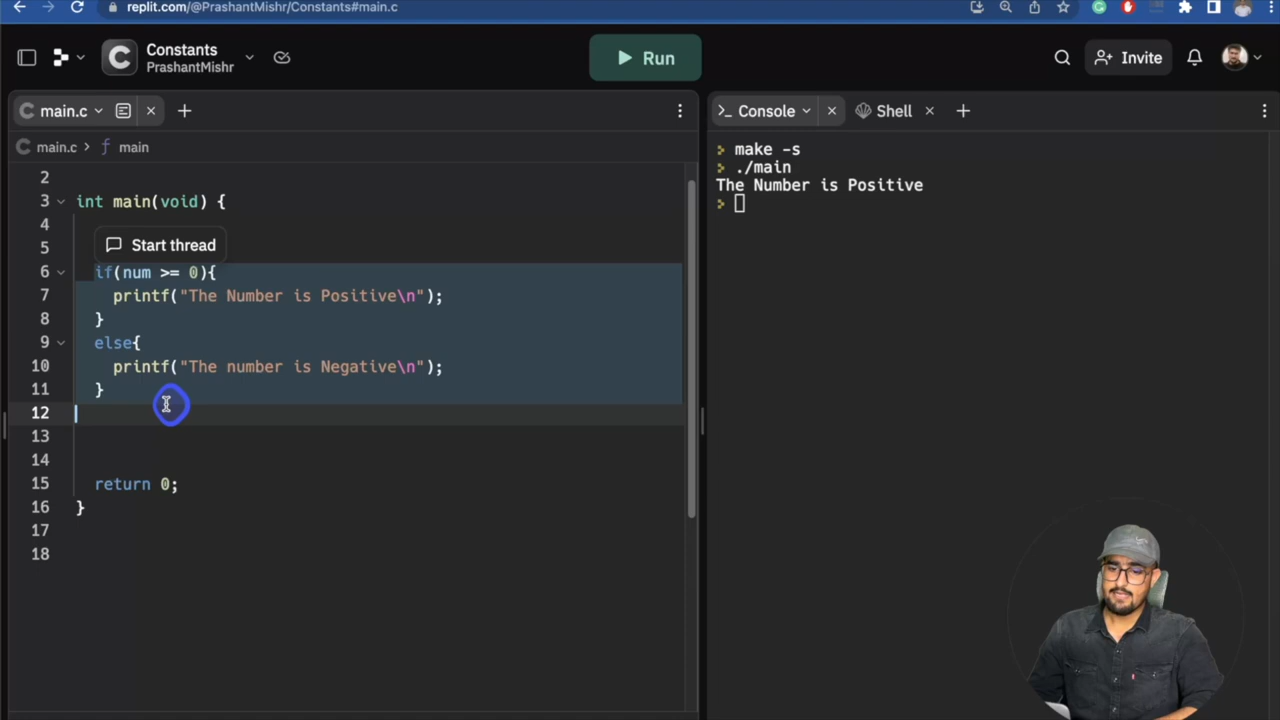 replit.com/@PrashantMishr/Constants#main.c
Constants
PrashantMishr
Run
Invite
main.c
Console
Shell
main.c > f main
2
3 int main(void) {
4
Start thread
5
6 if(num >= 0){
7 printf("The Number is Positive\n");
8 }
9 else{
10 printf("The number is Negative\n");
11 }
12
13
14
15 return 0;
16 }
17
18
> make -s
> ./main
The Number is Positive
>